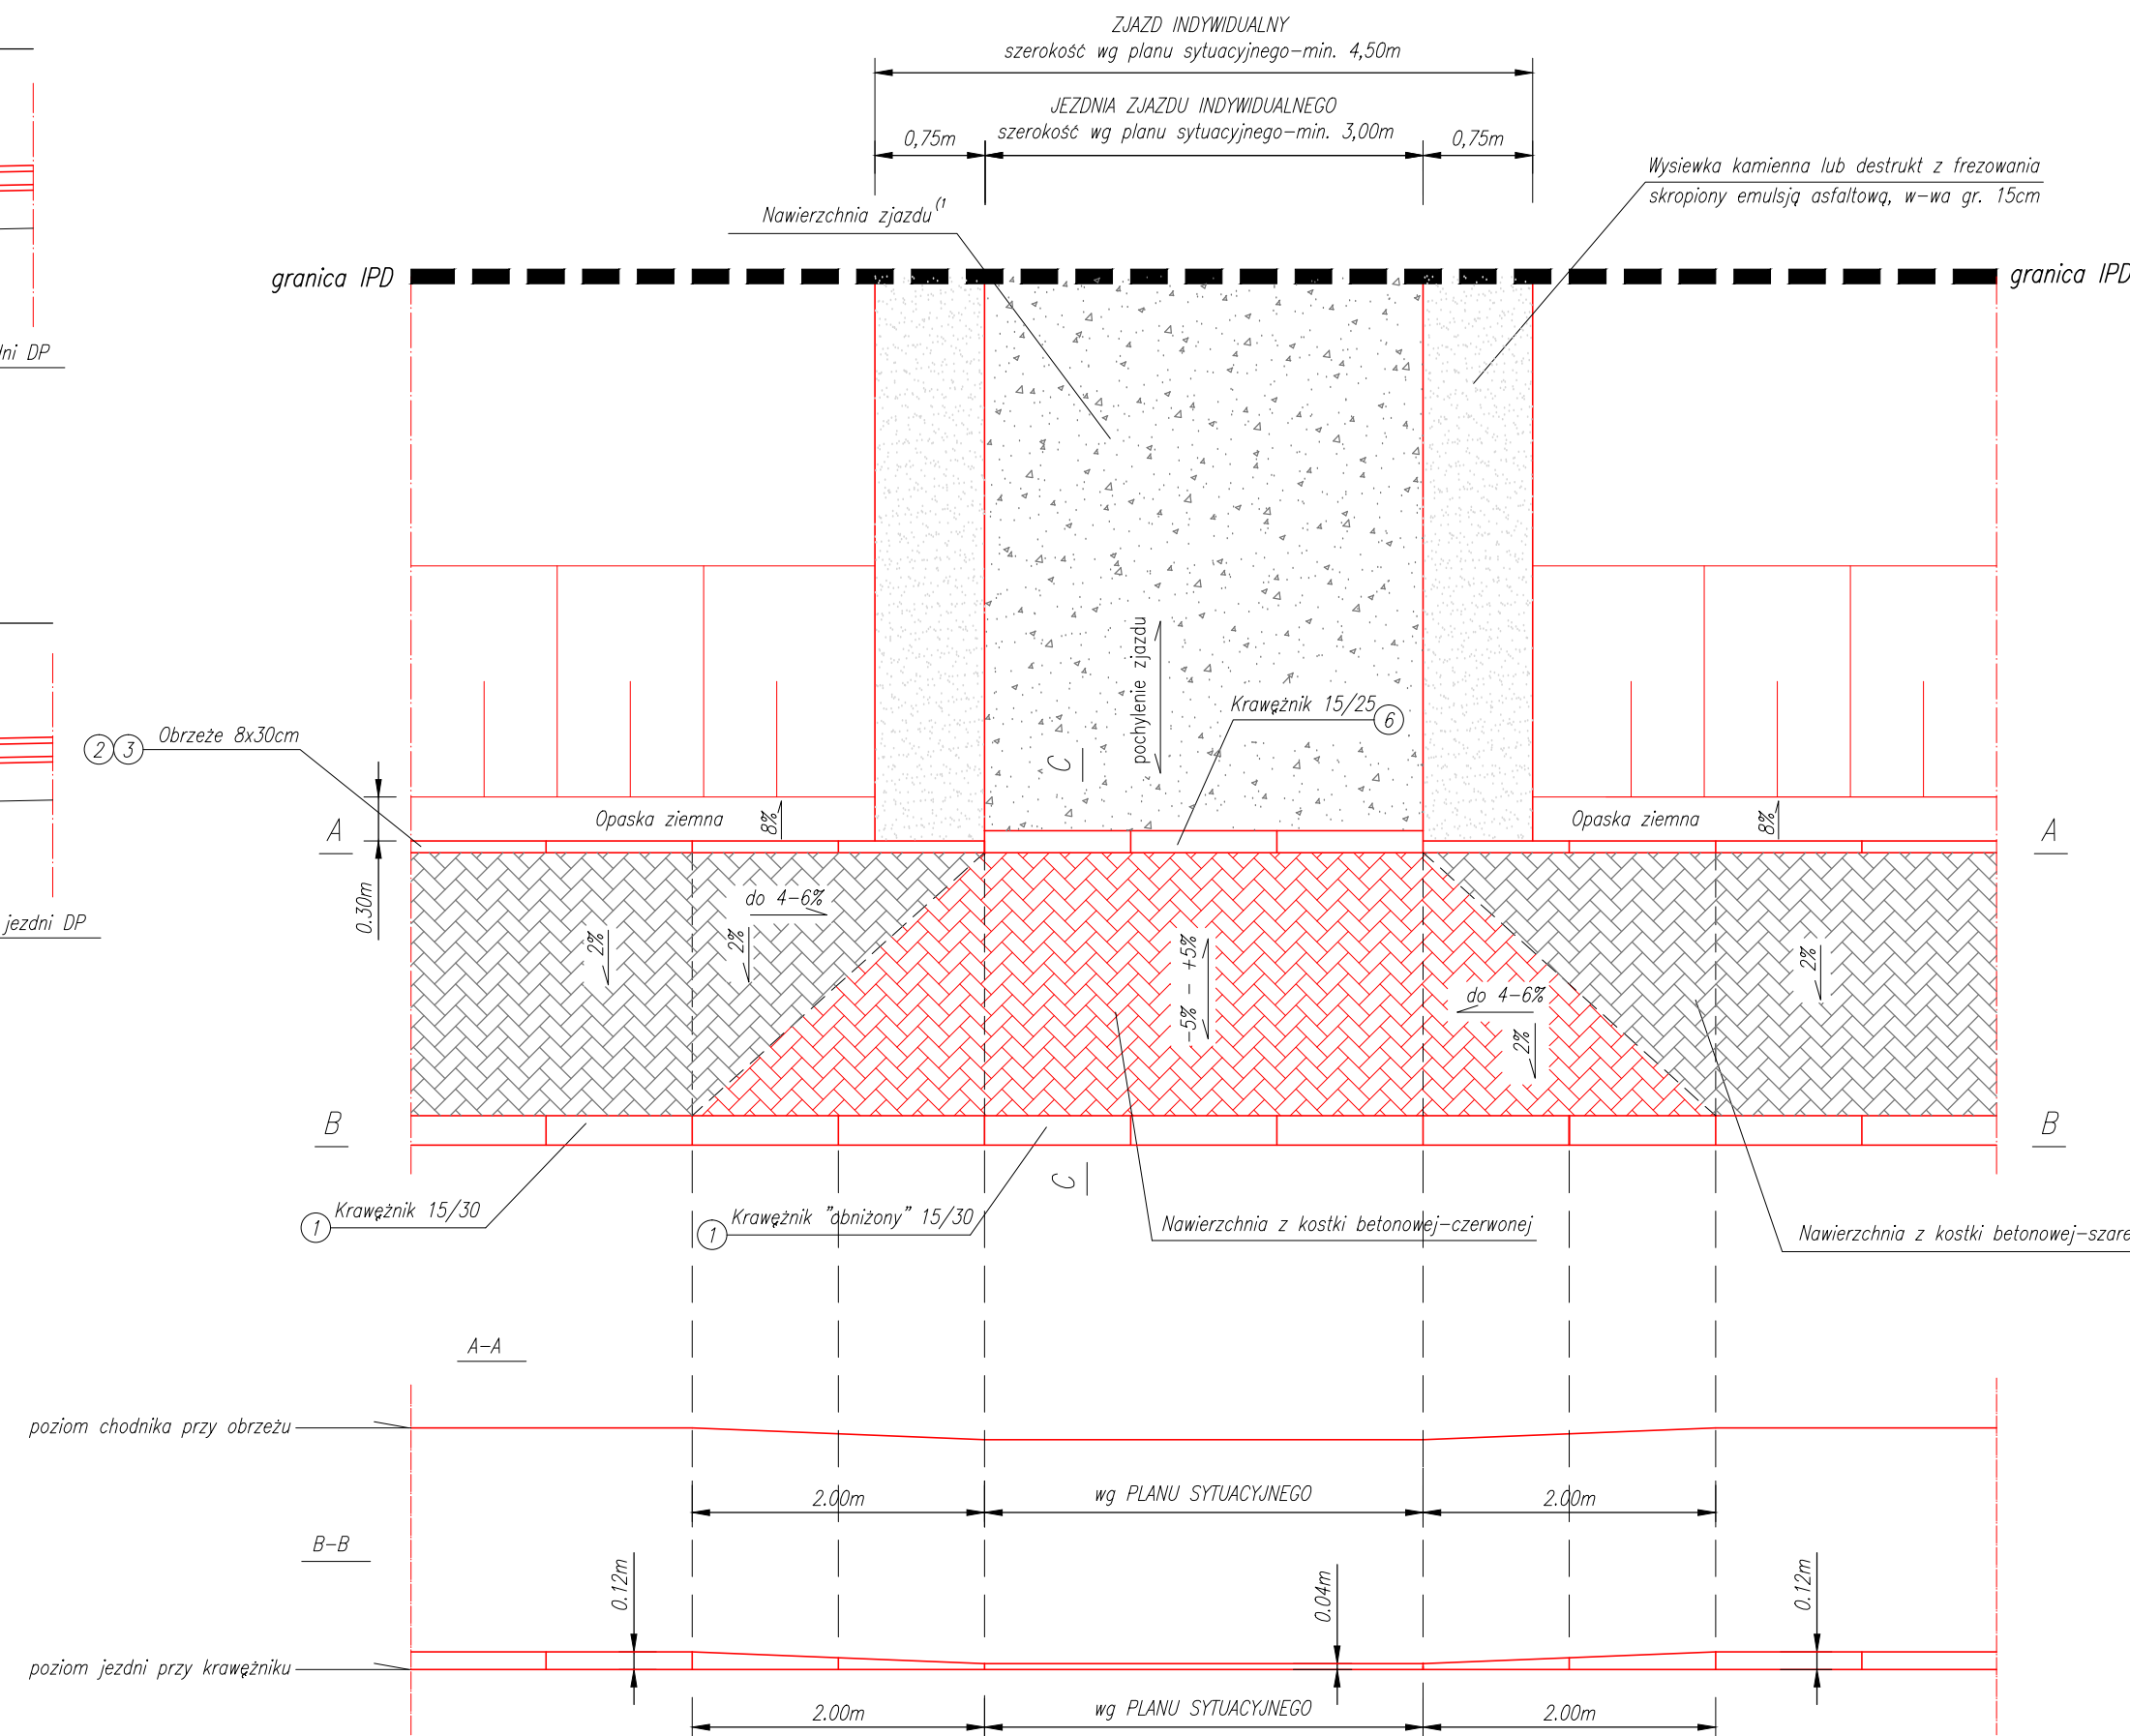 ZJAZD INDYWIDUALNY
szerokość wg planu sytuacyjnego-min. 4,50m
JEZDNIA ZJAZDU INDYWIDUALNEGO
szerokość wg planu sytuacyjnego-min. 3,00m
0,75m
0,75m
Wysiewka kamienna lub destrukt z frezowania
skropiony emulsją asfaltową, w-wa gr. 15cm
Nawierzchnia zjazdu (1
granica IPD
granica IPD
DP
pochylenie zjazdu
Krawężnik 15/25
6
C
2
3
Obrzeże 8x30cm
Opaska ziemna
8%
Opaska ziemna
8%
A
A
0.30m
jezdni DP
do 4-6%
2%
2%
-5% - +5%
do 4-6%
2%
2%
B
B
C
1
Krawężnik 15/30
1
Krawężnik "obniżony" 15/30
Nawierzchnia z kostki betonowej-czerwonej
Nawierzchnia z kostki betonowej-szare
A-A
poziom chodnika przy obrzeżu
2.00m
wg PLANU SYTUACYJNEGO
2.00m
B-B
0.12m
0.04m
0.12m
poziom jezdni przy krawężniku
2.00m
wg PLANU SYTUACYJNEGO
2.00m